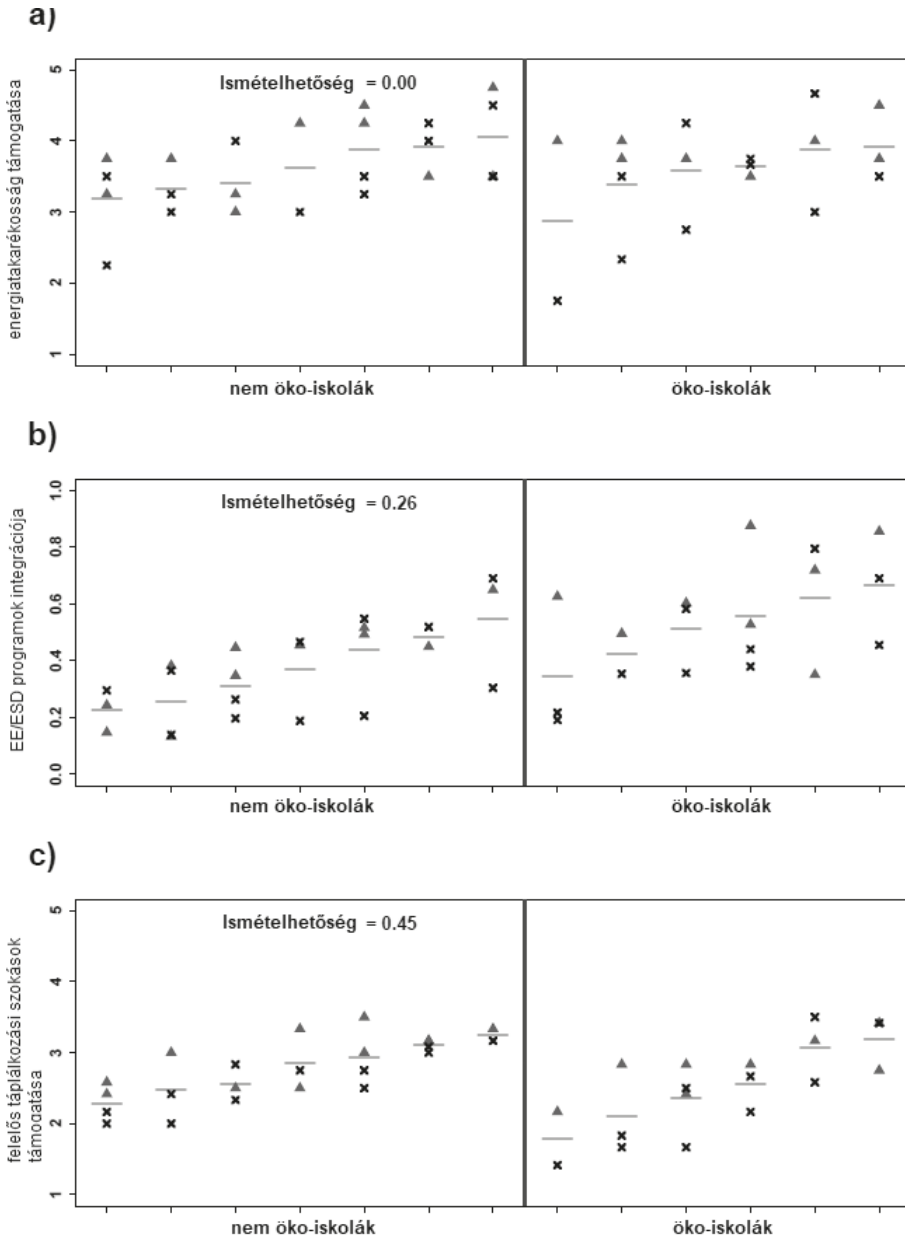 a)
energiatakarékosság támogatása
5
4
3
2
1
Ismételhetőség = 0.00
nem öko-iskolák
öko-iskolák
b)
EE/ESD programok integrációja
1.0
0.8
0.6
0.4
0.2
0.0
Ismételhetőség = 0.26
nem öko-iskolák
öko-iskolák
c)
felelős táplálkozási szokások
támogatása
5
4
3
2
1
Ismételhetőség = 0.45
nem öko-iskolák
öko-iskolák